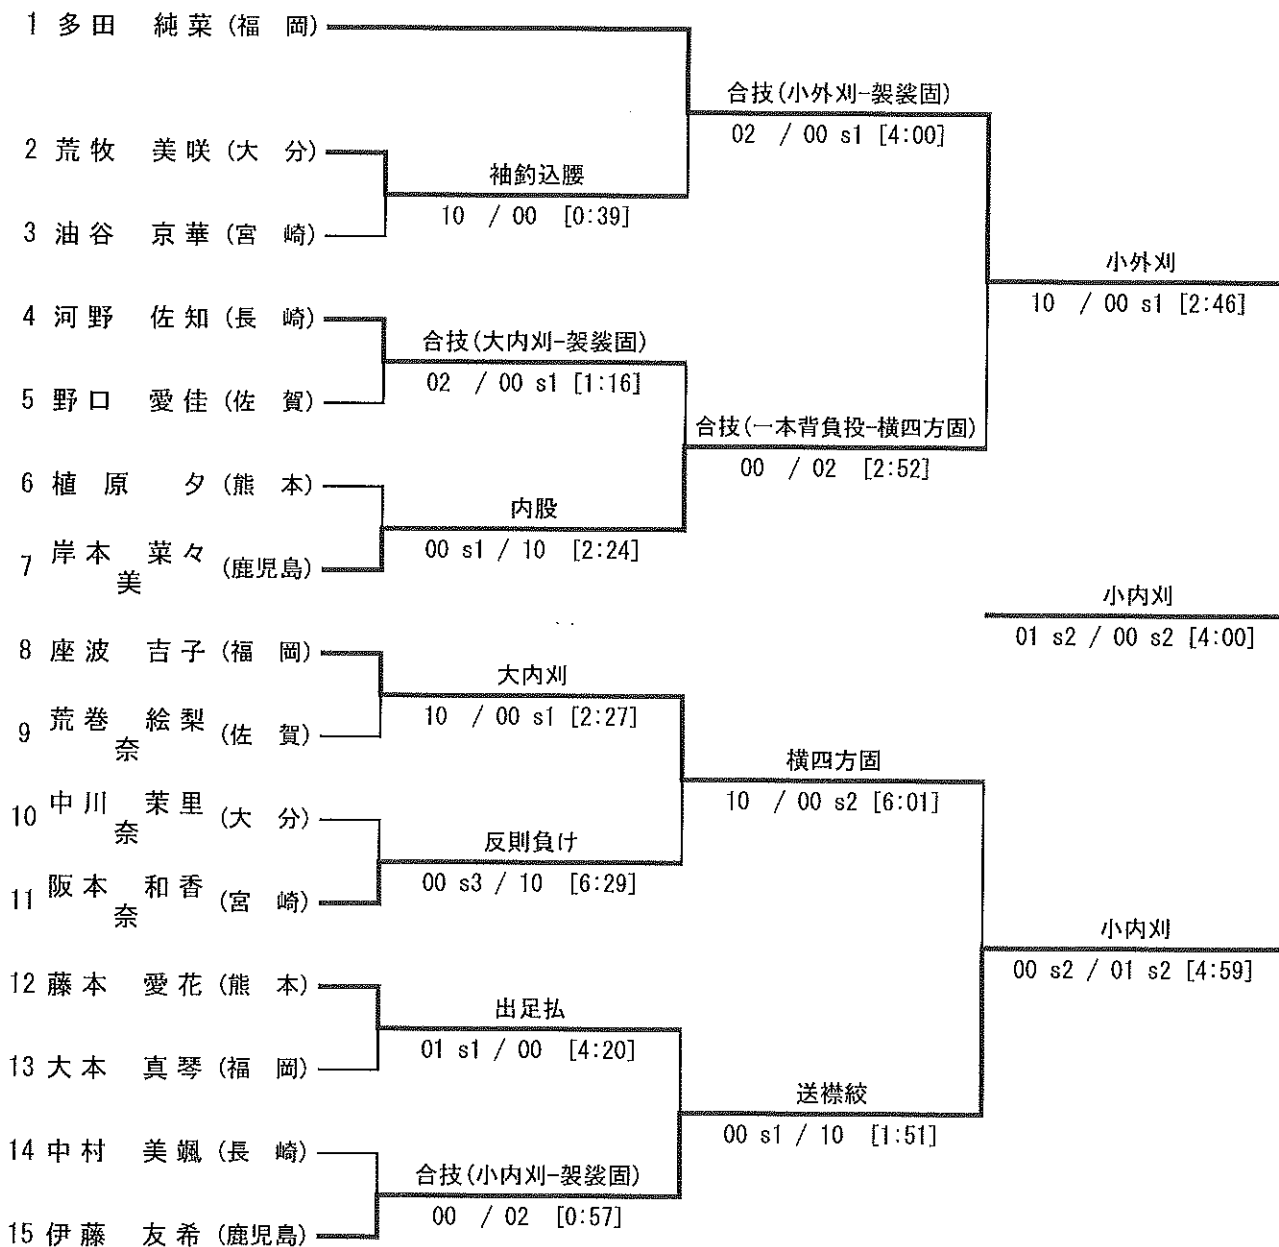 1 多田 純菜 (福 岡)
合技(小外刈-袈裟固)
02 / 00 s1 [4:00]
2 荒牧 美咲 (大 分)
袖釣込腰
10 / 00 [0:39]
3 油谷 京華 (宮 崎)
小外刈
10 / 00 s1 [2:46]
4 河野 佐知 (長 崎)
合技(大内刈-袈裟固)
02 / 00 s1 [1:16]
5 野口 愛佳 (佐 賀)
合技(一本背負投-横四方固)
00 / 02 [2:52]
6 植原 夕 (熊 本)
内股
00 s1 / 10 [2:24]
7 岸本 菜々美 (鹿児島)
小内刈
01 s2 / 00 s2 [4:00]
8 座波 吉子 (福 岡)
大内刈
10 / 00 s1 [2:27]
9 荒巻 絵梨奈 (佐 賀)
横四方固
10 / 00 s2 [6:01]
10 中川 茉里奈 (大 分)
反則負け
00 s3 / 10 [6:29]
11 阪本 和香奈 (宮 崎)
小内刈
00 s2 / 01 s2 [4:59]
12 藤本 愛花 (熊 本)
出足払
01 s1 / 00 [4:20]
13 大本 真琴 (福 岡)
送襟絞
00 s1 / 10 [1:51]
14 中村 美颯 (長 崎)
合技(小内刈-袈裟固)
00 / 02 [0:57]
15 伊藤 友希 (鹿児島)